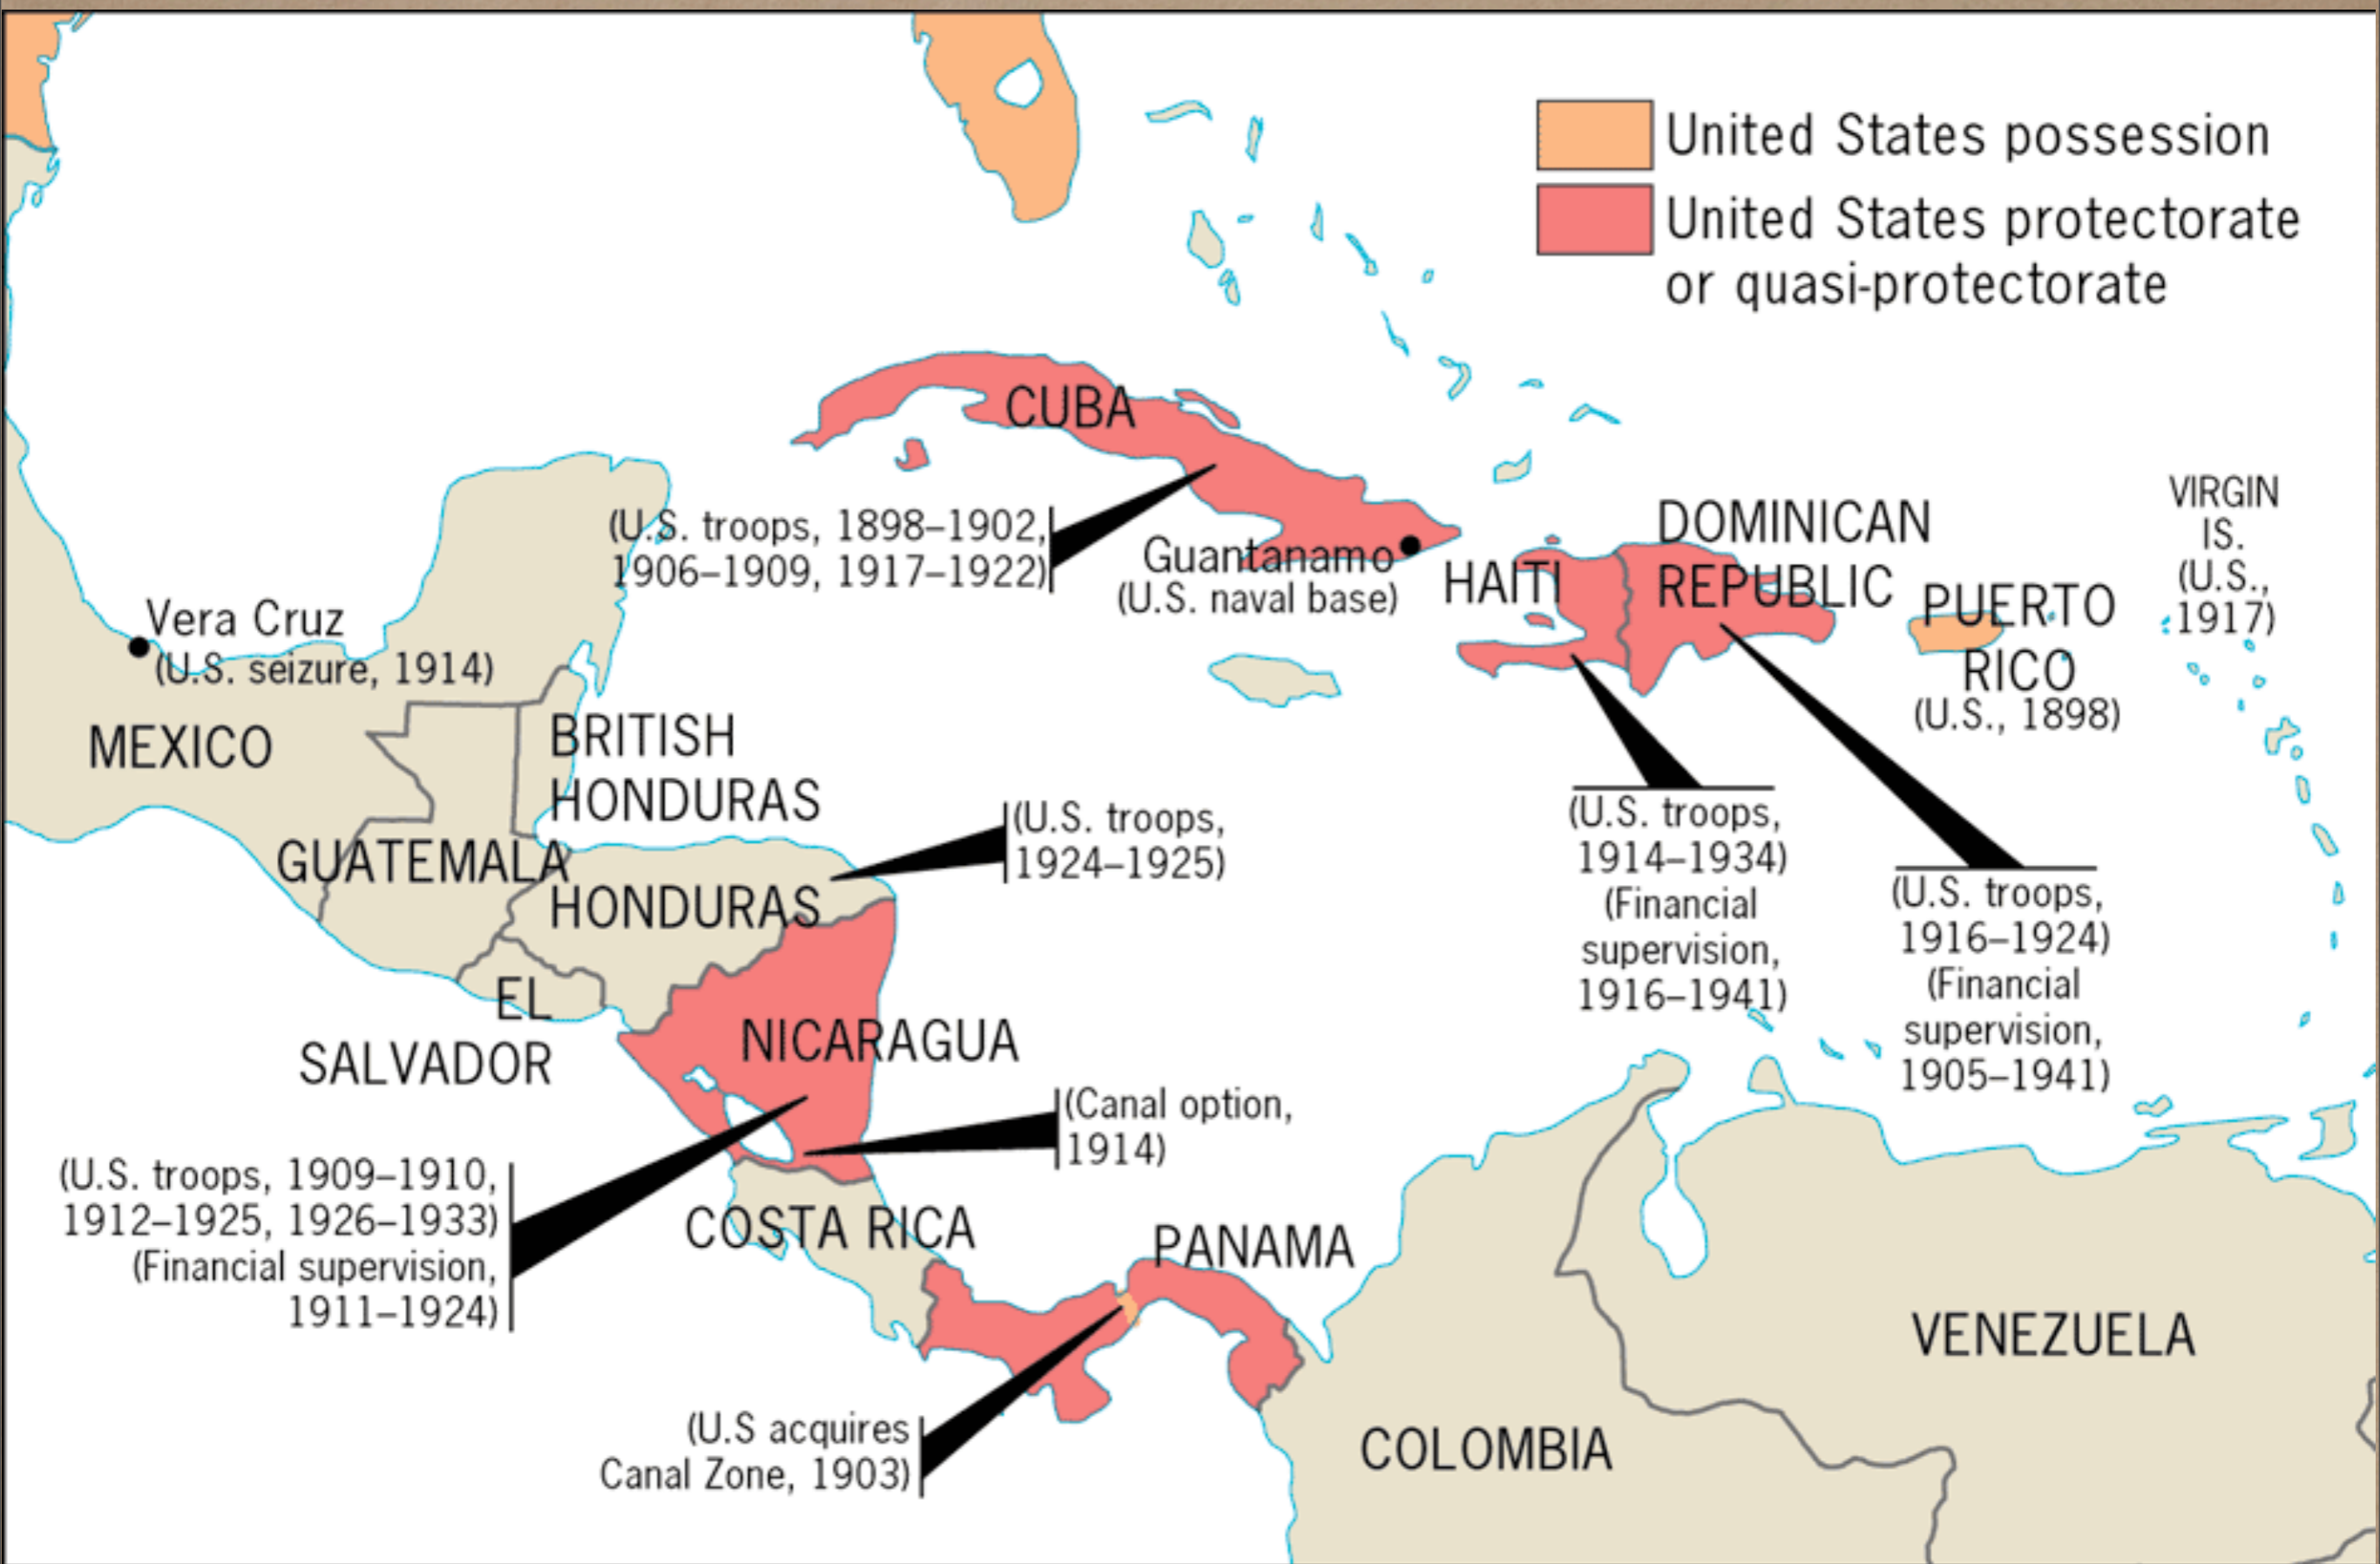 United States possession
United States protectorate
or quasi-protectorate
CUBA
(U.S. troops, 1898–1902,
1906–1909, 1917–1922)
Guantanamo
(U.S. naval base)
HAITI
DOMINICAN
REPUBLIC
PUERTO
RICO
(U.S., 1898)
VIRGIN
IS.
(U.S.,
1917)
Vera Cruz
(U.S. seizure, 1914)
MEXICO
BRITISH
HONDURAS
GUATEMALA
HONDURAS
(U.S. troops,
1924–1925)
(U.S. troops,
1914–1934)
(Financial
supervision,
1916–1941)
(U.S. troops,
1916–1924)
(Financial
supervision,
1905–1941)
EL
SALVADOR
NICARAGUA
(Canal option,
1914)
(U.S. troops, 1909–1910,
1912–1925, 1926–1933)
(Financial supervision,
1911–1924)
COSTA RICA
PANAMA
(U.S acquires
Canal Zone, 1903)
VENEZUELA
COLOMBIA